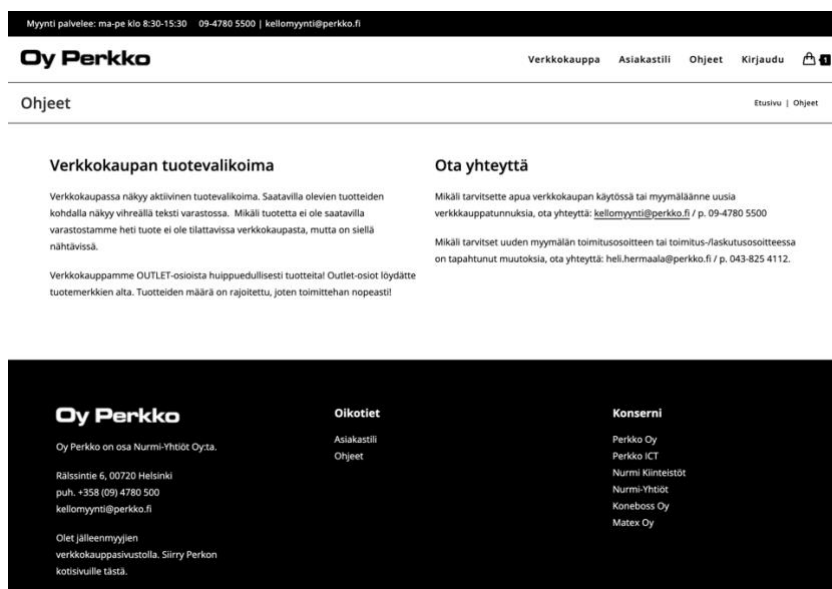 Myynti palvelee: ma-pe klo 8:30-15:30 09-4780 5500 | kellomyynti@perkko.fi
Oy Perkko
Verkkokauppa Asiakastili Ohjeet Kirjaudu 1
Ohjeet
Etusivu | Ohjeet
Verkkokaupan tuotevalikoima
Verkkokaupassa näkyy aktiivinen tuotevalikoima. Saatavilla olevien tuotteiden
kohdalla näkyy vihreällä teksti varastossa. Mikäli tuotetta ei ole saatavilla
varastostamme heti tuote ei ole tilattavissa verkkokaupasta, mutta on siellä
nähtävissä.
Verkkokauppamme OUTLET-osioista huippuedullisesti tuotteita! Outlet-osiot löydätte
tuotemerkkien alta. Tuotteiden määrä on rajoitettu, joten toimittehan nopeasti!
Ota yhteyttä
Mikäli tarvitsette apua verkkokaupan käytössä tai myymäläänne uusia
verkkkauppatunnuksia, ota yhteyttä: kellomyynti@perkko.fi / p. 09-4780 5500
Mikäli tarvitset uuden myymälän toimitusosoitteen tai toimitus-/laskutusosoitteessa
on tapahtunut muutoksia, ota yhteyttä: heli.hermaala@perkko.fi / p. 043-825 4112.
Oy Perkko
Oy Perkko on osa Nurmi-Yhtiöt Oy:ta.
Rälssintie 6, 00720 Helsinki
puh. +358 (09) 4780 500
kellomyynti@perkko.fi
Olet jälleenmyyjien
verkkokauppasivustolla. Siirry Perkon
kotisivuille tästä.
Oikotiet
Asiakastili
Ohjeet
Konserni
Perkko Oy
Perkko ICT
Nurmi Kiinteistöt
Nurmi-Yhtiöt
Koneboss Oy
Matex Oy